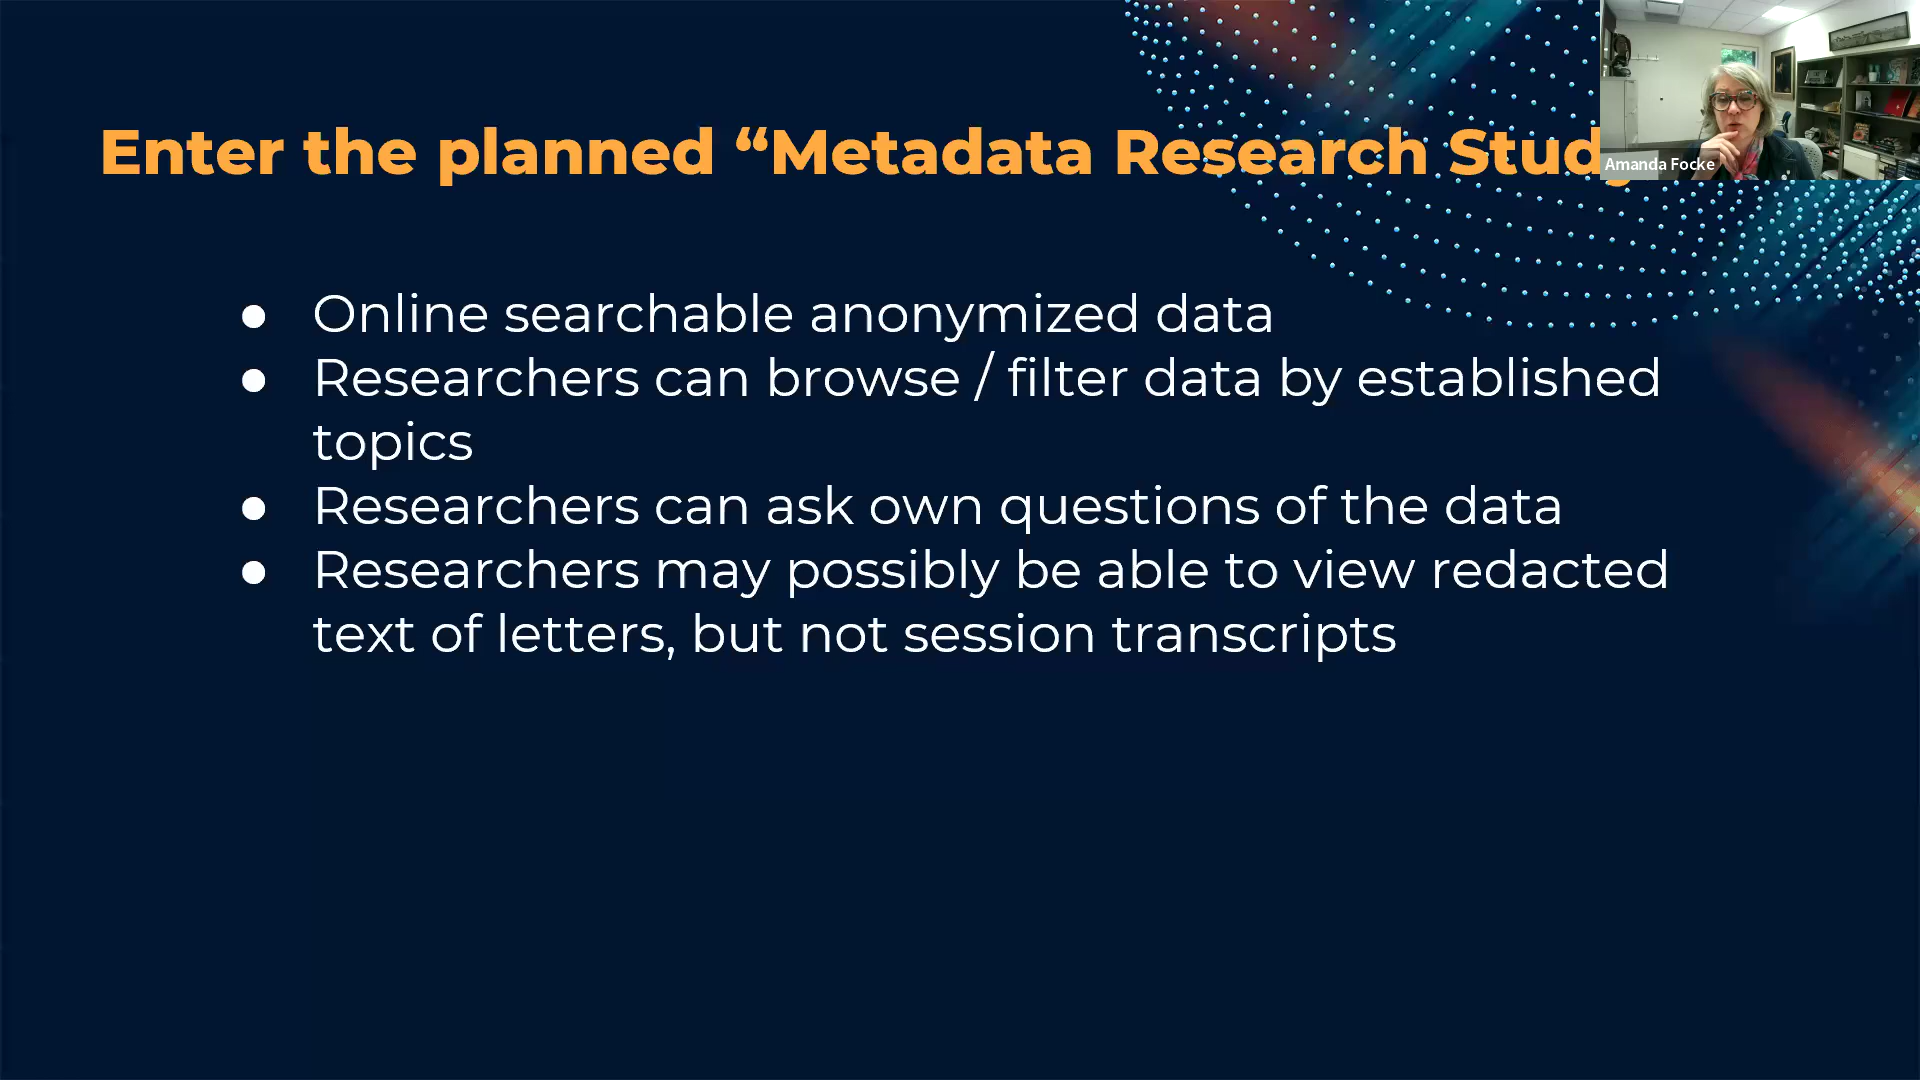 Enter the planned “Metadata Research
Amanda Focke
● Online searchable anonymized data
● Researchers can browse / filter data by established
topics
● Researchers can ask own questions of the data
● Researchers may possibly be able to view redacted
text of letters, but not session transcripts